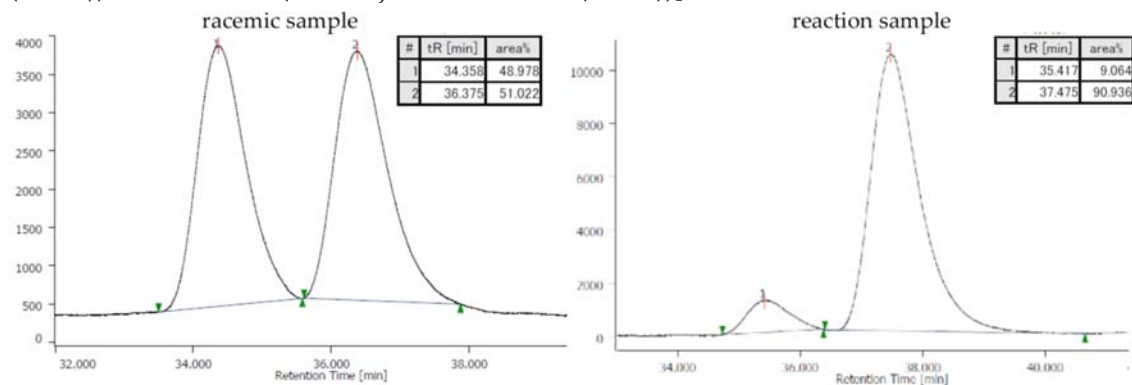 racemic sample
4000
3500
3000
2500
2000
1500
1000
500
0
1
2
# tR [min] area%
1 34.358 48.978
2 36.375 51.022
32.000 34.000 36.000 38.000
Retention Time [min]
reaction sample
10000
8000
6000
4000
2000
0
1
2
# tR [min] area%
1 35.417 9.064
2 37.475 90.936
34.000 36.000 38.000 40.000
Retention Time [min]